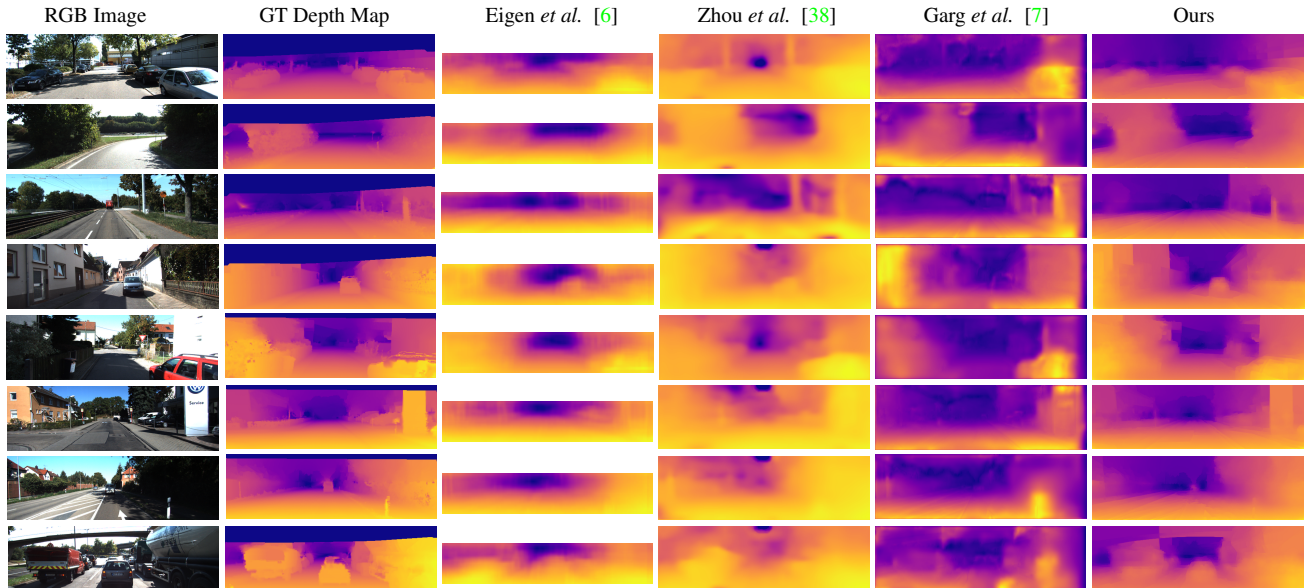 RGB Image GT Depth Map Eigen et al. [6] Zhou et al. [38] Garg et al. [7] Ours
Service